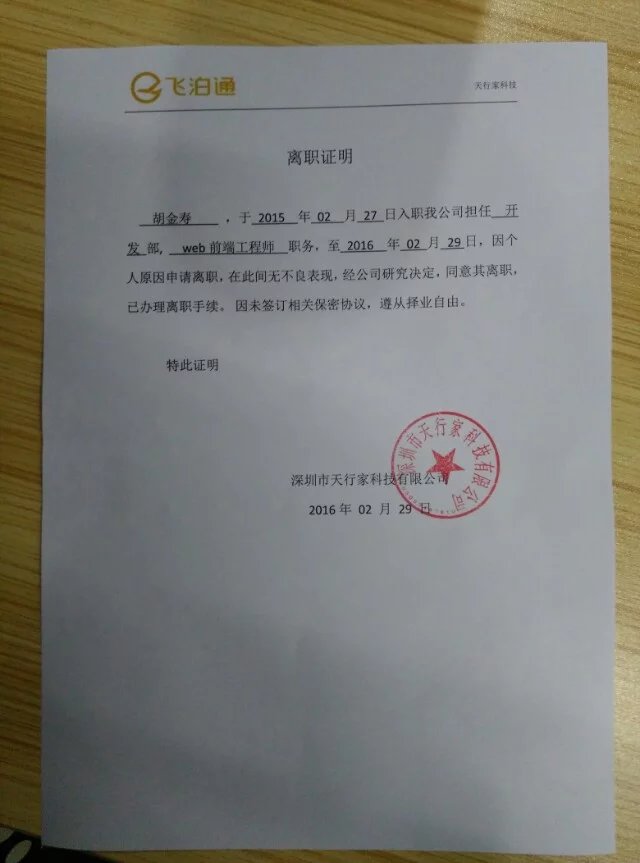 飞泊通
天行家科技
离职证明
胡金寿 ，于 2015 年 02 月 27 日入职我公司担任 开
发 部, web 前端工程师 职务，至 2016 年 02 月 29 日，因个
人原因申请离职，在此间无不良表现，经公司研究决定，同意其离职，
已办理离职手续。 因未签订相关保密协议，遵从择业自由。
特此证明
深圳市天行家科技有限公司
深圳市天行家科技有限公司
2016 年 02 月 29 日